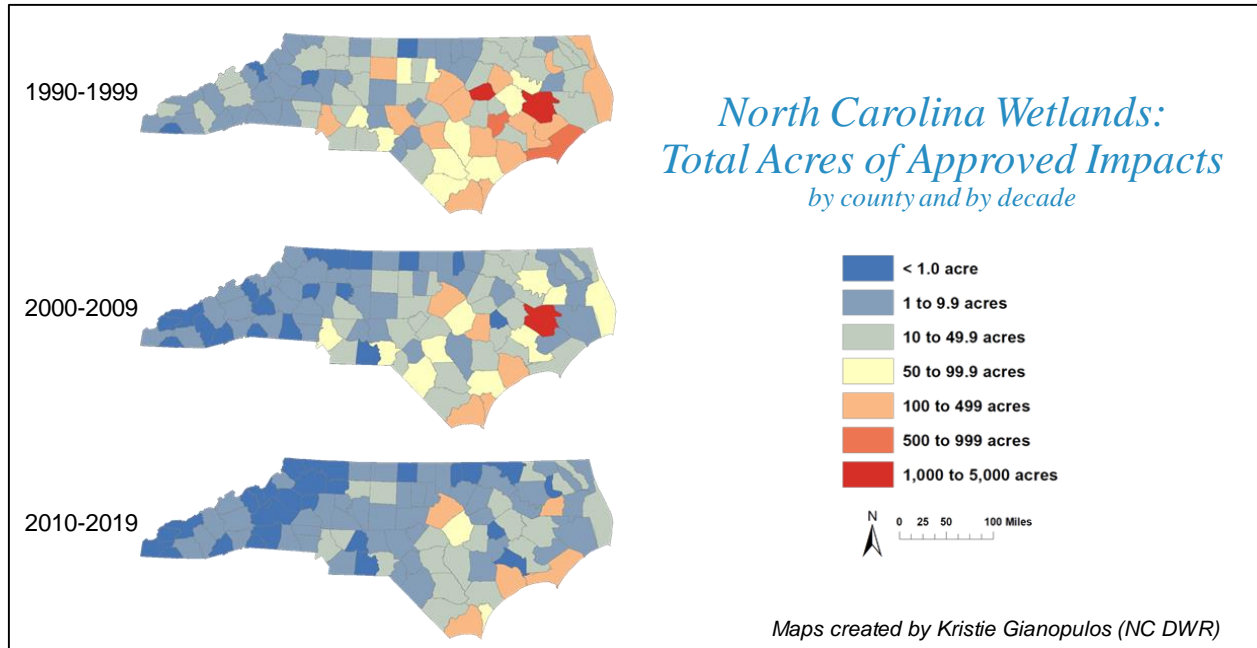 1990-1999
North Carolina Wetlands:
Total Acres of Approved Impacts
by county and by decade
2000-2009
< 1.0 acre
1 to 9.9 acres
10 to 49.9 acres
50 to 99.9 acres
100 to 499 acres
500 to 999 acres
1,000 to 5,000 acres
2010-2019
N
0 25 50 100 Miles
Maps created by Kristie Gianopulos (NC DWR)